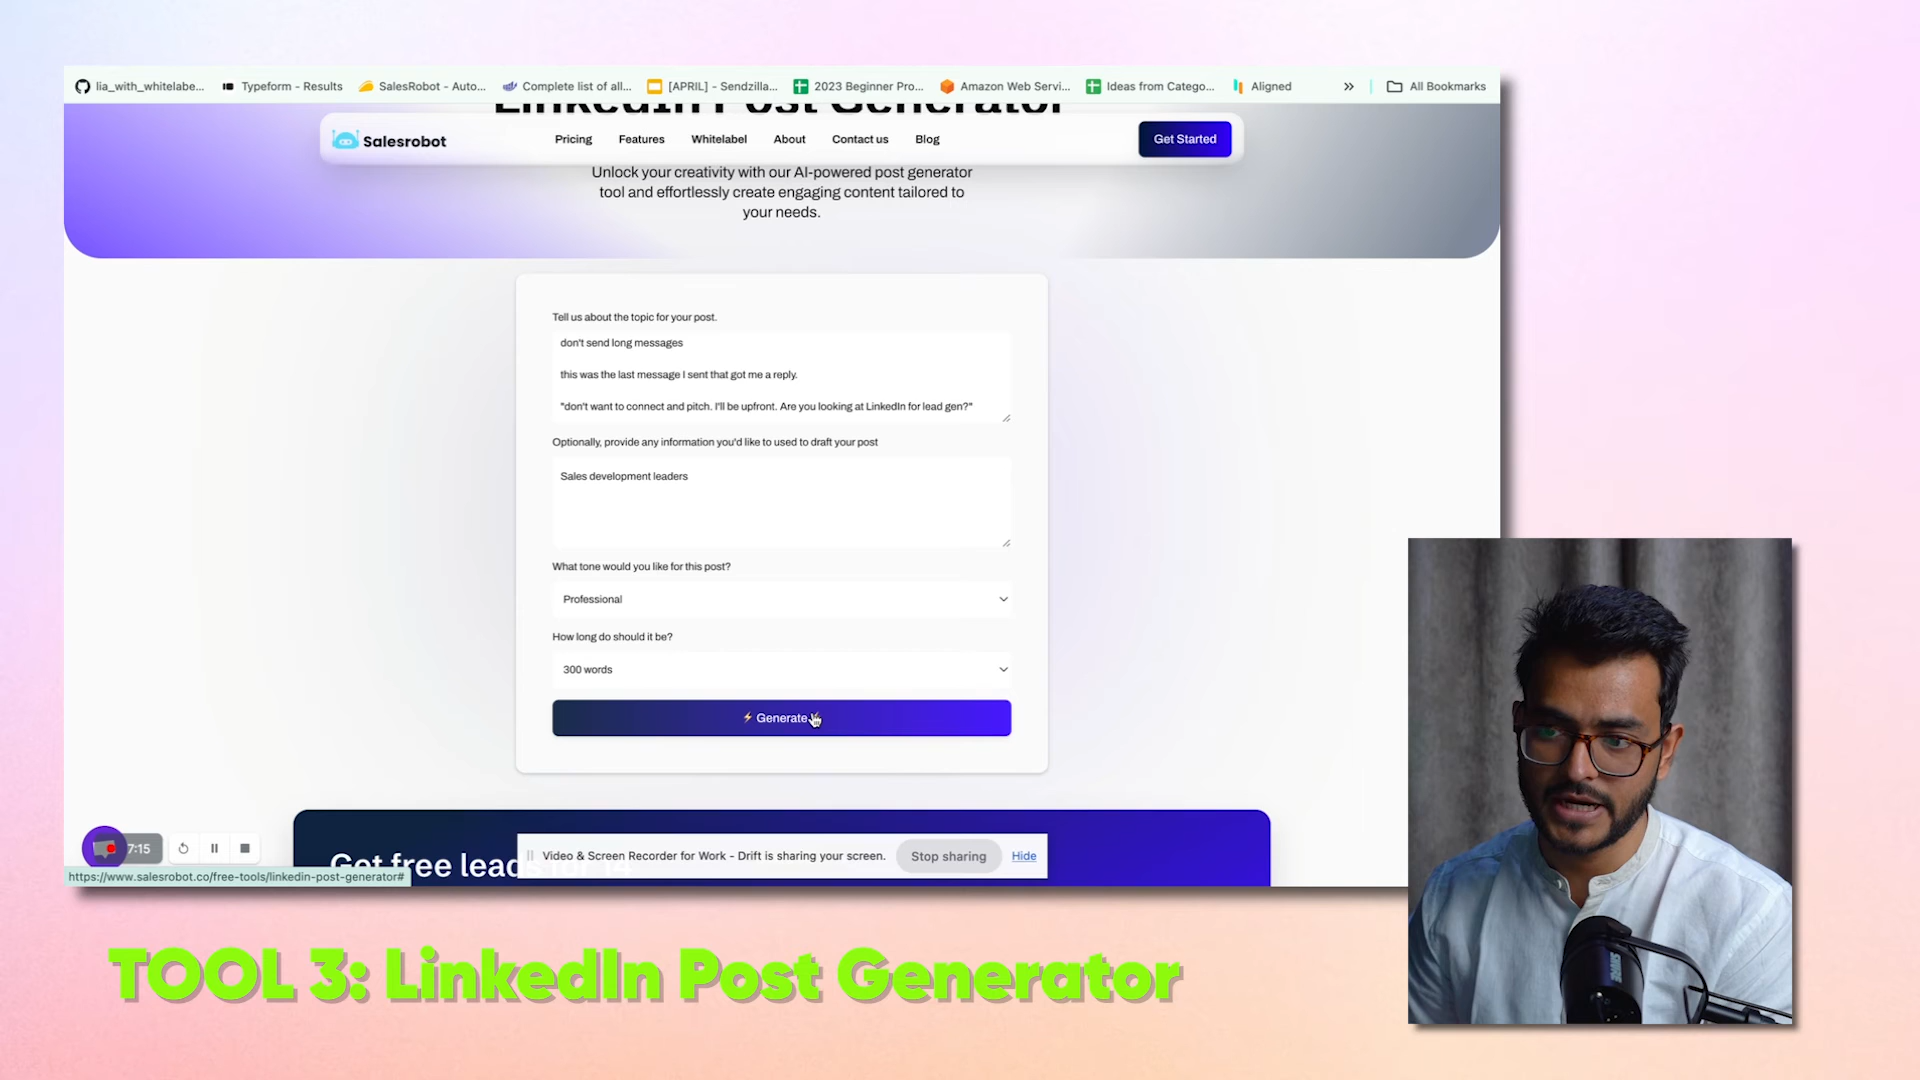 lia_with_whitelabe...
Typeform - Results
SalesRobot - Auto...
Complete list of all...
[APRIL] - Sendzilla...
2023 Beginner Pro...
Amazon Web Servi...
Ideas from Catego...
Aligned
»
All Bookmarks
LinkedIn Post Generator
Salesrobot
Pricing
Features
Whitelabel
About
Contact us
Blog
Get Started
Unlock your creativity with our AI-powered post generator
tool and effortlessly create engaging content tailored to
your needs.
Tell us about the topic for your post.
don't send long messages
this was the last message I sent that got me a reply.
"don't want to connect and pitch. I'll be upfront. Are you looking at LinkedIn for lead gen?"
Optionally, provide any information you'd like to used to draft your post
Sales development leaders
What tone would you like for this post?
Professional
How long do should it be?
300 words
⚡ Generate
7:15
Video & Screen Recorder for Work - Drift is sharing your screen.
Stop sharing
Hide
Get free leads
https://www.salesrobot.co/free-tools/linkedin-post-generator#
TOOL 3: LinkedIn Post Generator